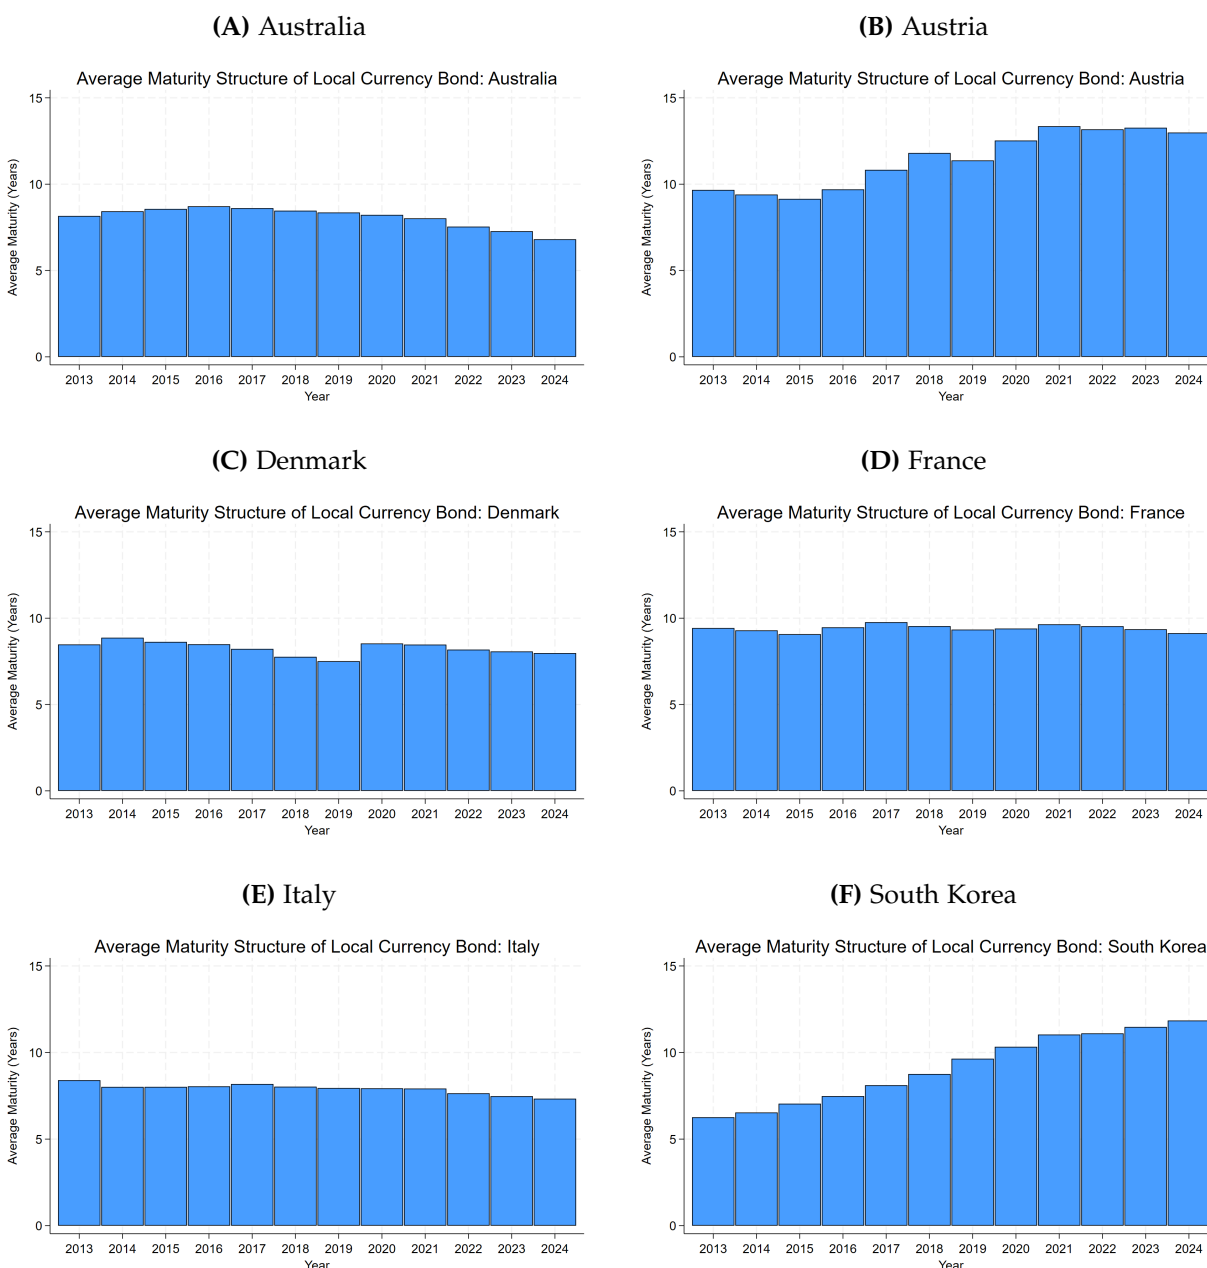 (A) Australia
Average Maturity Structure of Local Currency Bond: Australia
Average Maturity (Years)
15
10
5
0
2013 2014 2015 2016 2017 2018 2019 2020 2021 2022 2023 2024
Year
(B) Austria
Average Maturity Structure of Local Currency Bond: Austria
Average Maturity (Years)
15
10
5
0
2013 2014 2015 2016 2017 2018 2019 2020 2021 2022 2023 2024
Year
(C) Denmark
Average Maturity Structure of Local Currency Bond: Denmark
Average Maturity (Years)
15
10
5
0
2013 2014 2015 2016 2017 2018 2019 2020 2021 2022 2023 2024
Year
(D) France
Average Maturity Structure of Local Currency Bond: France
Average Maturity (Years)
15
10
5
0
2013 2014 2015 2016 2017 2018 2019 2020 2021 2022 2023 2024
Year
(E) Italy
Average Maturity Structure of Local Currency Bond: Italy
Average Maturity (Years)
15
10
5
0
2013 2014 2015 2016 2017 2018 2019 2020 2021 2022 2023 2024
Year
(F) South Korea
Average Maturity Structure of Local Currency Bond: South Korea
Average Maturity (Years)
15
10
5
0
2013 2014 2015 2016 2017 2018 2019 2020 2021 2022 2023 2024
Year